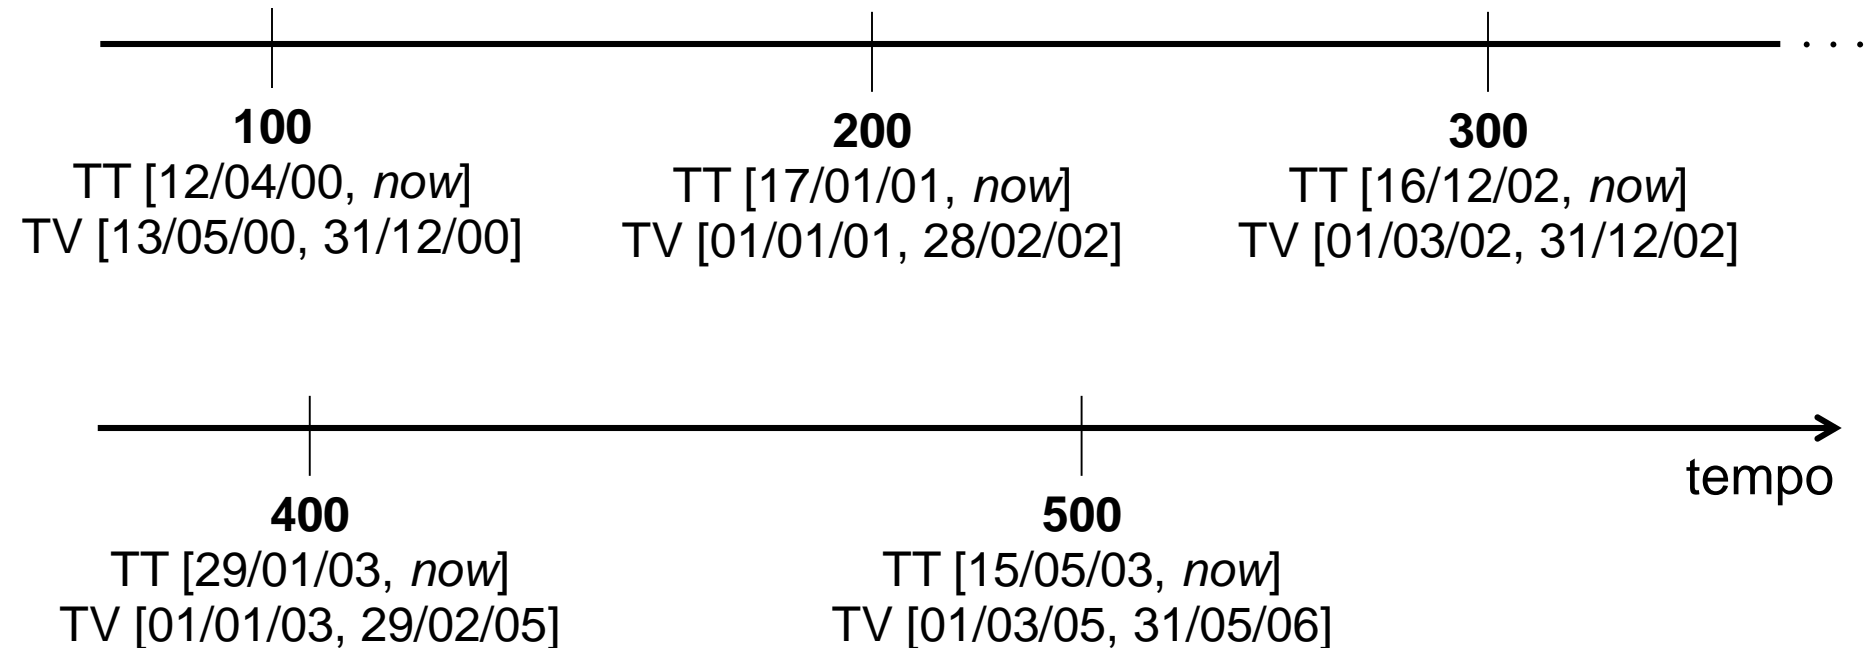 . . .
100
TT [12/04/00, now]
TV [13/05/00, 31/12/00]
200
TT [17/01/01, now]
TV [01/01/01, 28/02/02]
300
TT [16/12/02, now]
TV [01/03/02, 31/12/02]
tempo
400
TT [29/01/03, now]
TV [01/01/03, 29/02/05]
500
TT [15/05/03, now]
TV [01/03/05, 31/05/06]